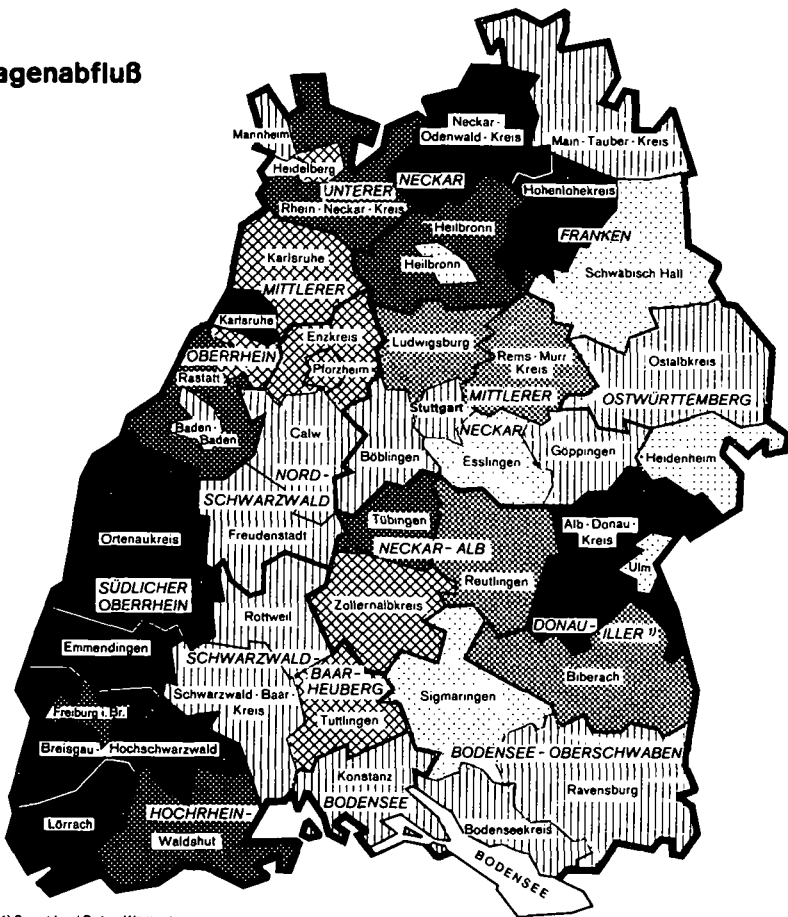 agenabfluß
Neckar-
Odenwald-Kreis
Mannheim
Main-Tauber-Kreis
Heidelberg
UNTERER NECKAR
Hohenlohekreis
Rhein-Neckar-Kreis
Heilbronn
FRANKEN
Karlsruhe
Heilbronn
Schwäbisch Hall
MITTLERER
Karlsruhe
Enzkreis
Ludwigsburg
Rems-Murr
Kreis
Ostalbkreis
OBERRHEIN
Pforzheim
Rastatt
Stuttgart
MITTLERER
OSTWÜRTTEMBERG
Baden-
Baden
Calw
NECKAR
Böblingen
Esslingen
Göppingen
Heidenheim
NORD-
SCHWARZWALD
Tübingen
Alb-Donau-
Kreis
Ortenaukreis
Freudenstadt
NECKAR-ALB
Ulm
Reutlingen
SÜDLICHER
OBERRHEIN
Zollernalbkreis
Rottweil
DONAU-
ILLER ¹⁾
Emmendingen
SCHWARZWALD-
BAAR-
HEUBERG
Biberach
Schwarzwald-Baar-
Kreis
Sigmaringen
Freiburg i. Br.
Tuttlingen
Breisgau-Hochschwarzwald
BODENSEE-OBERSCHWABEN
Konstanz
Ravensburg
BODENSEE
HOCHRHEIN-
Lörrach
Bodenseekreis
Waldshut
BODENSEE